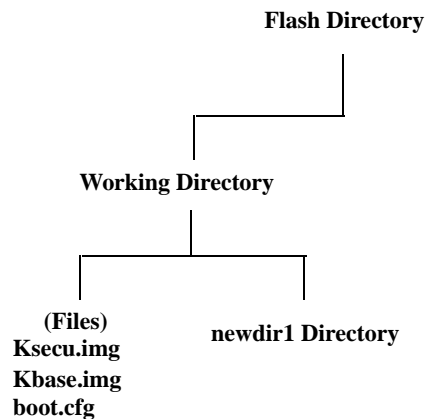 Flash Directory
Working Directory
(Files)
Ksecu.img
Kbase.img
boot.cfg
newdir1 Directory